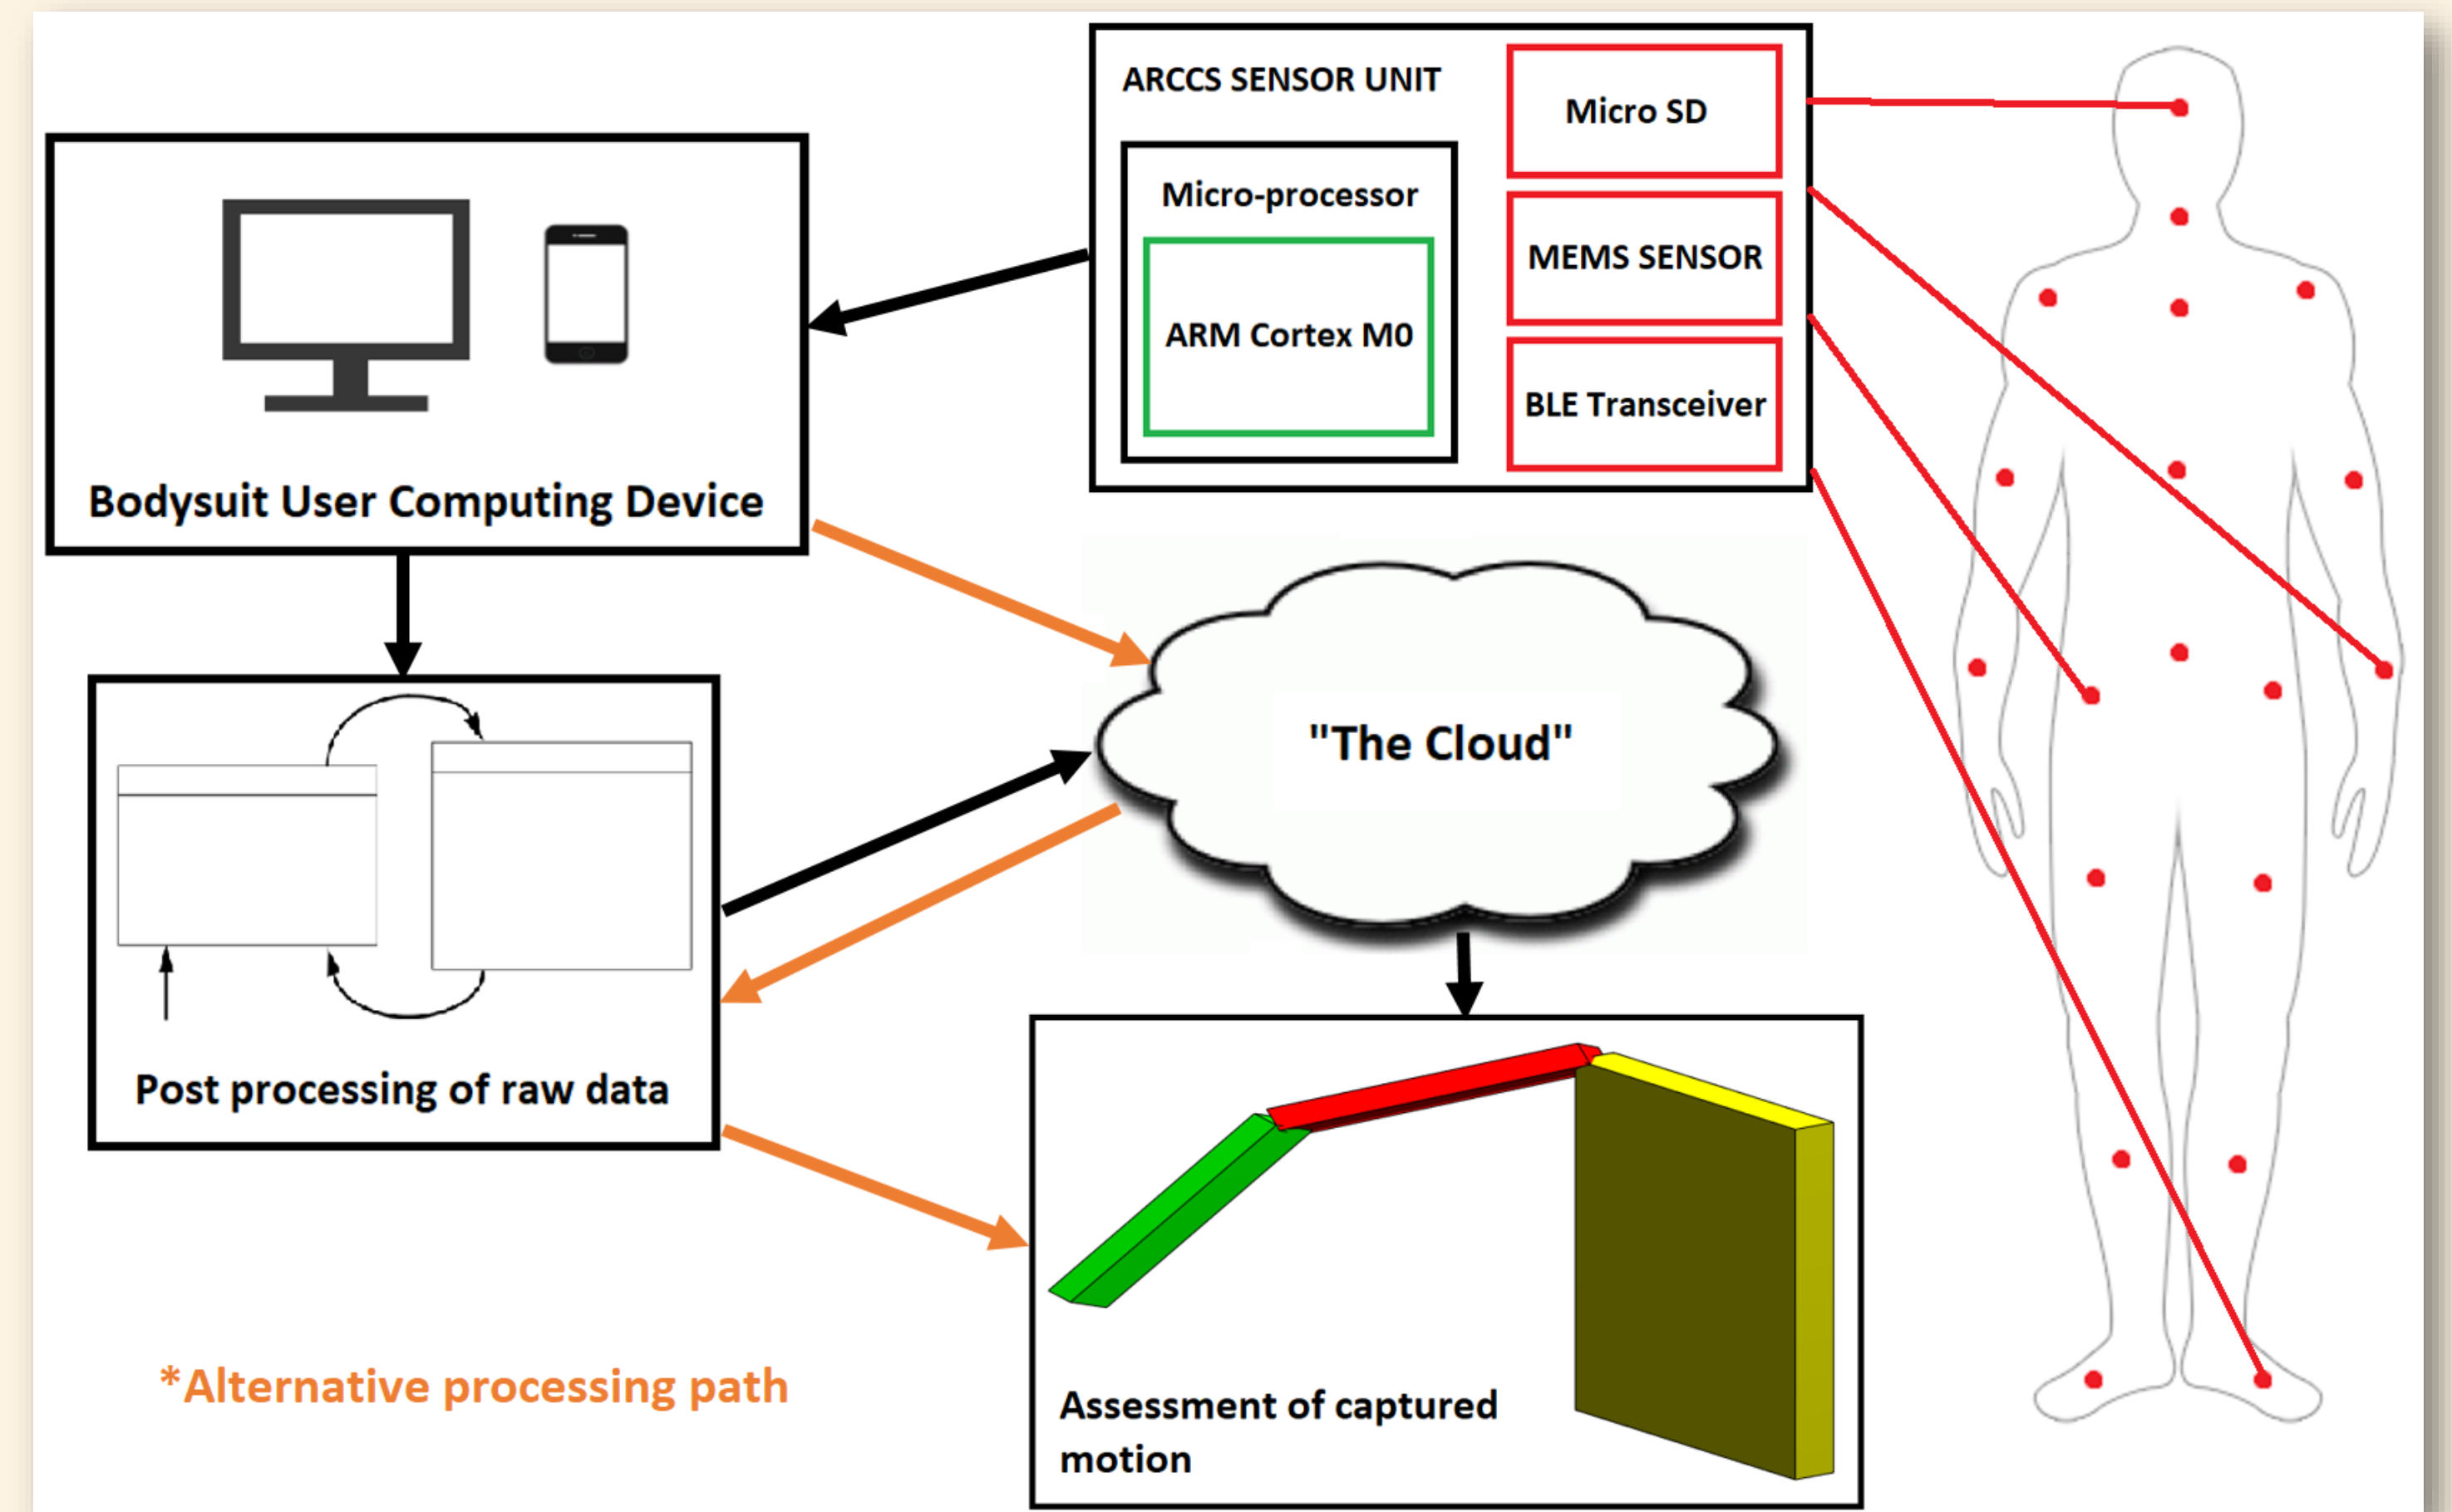 ARCCS SENSOR UNIT
Micro SD
Micro-processor
MEMS SENSOR
ARM Cortex M0
BLE Transceiver
Bodysuit User Computing Device
"The Cloud"
Post processing of raw data
*Alternative processing path
Assessment of captured
motion